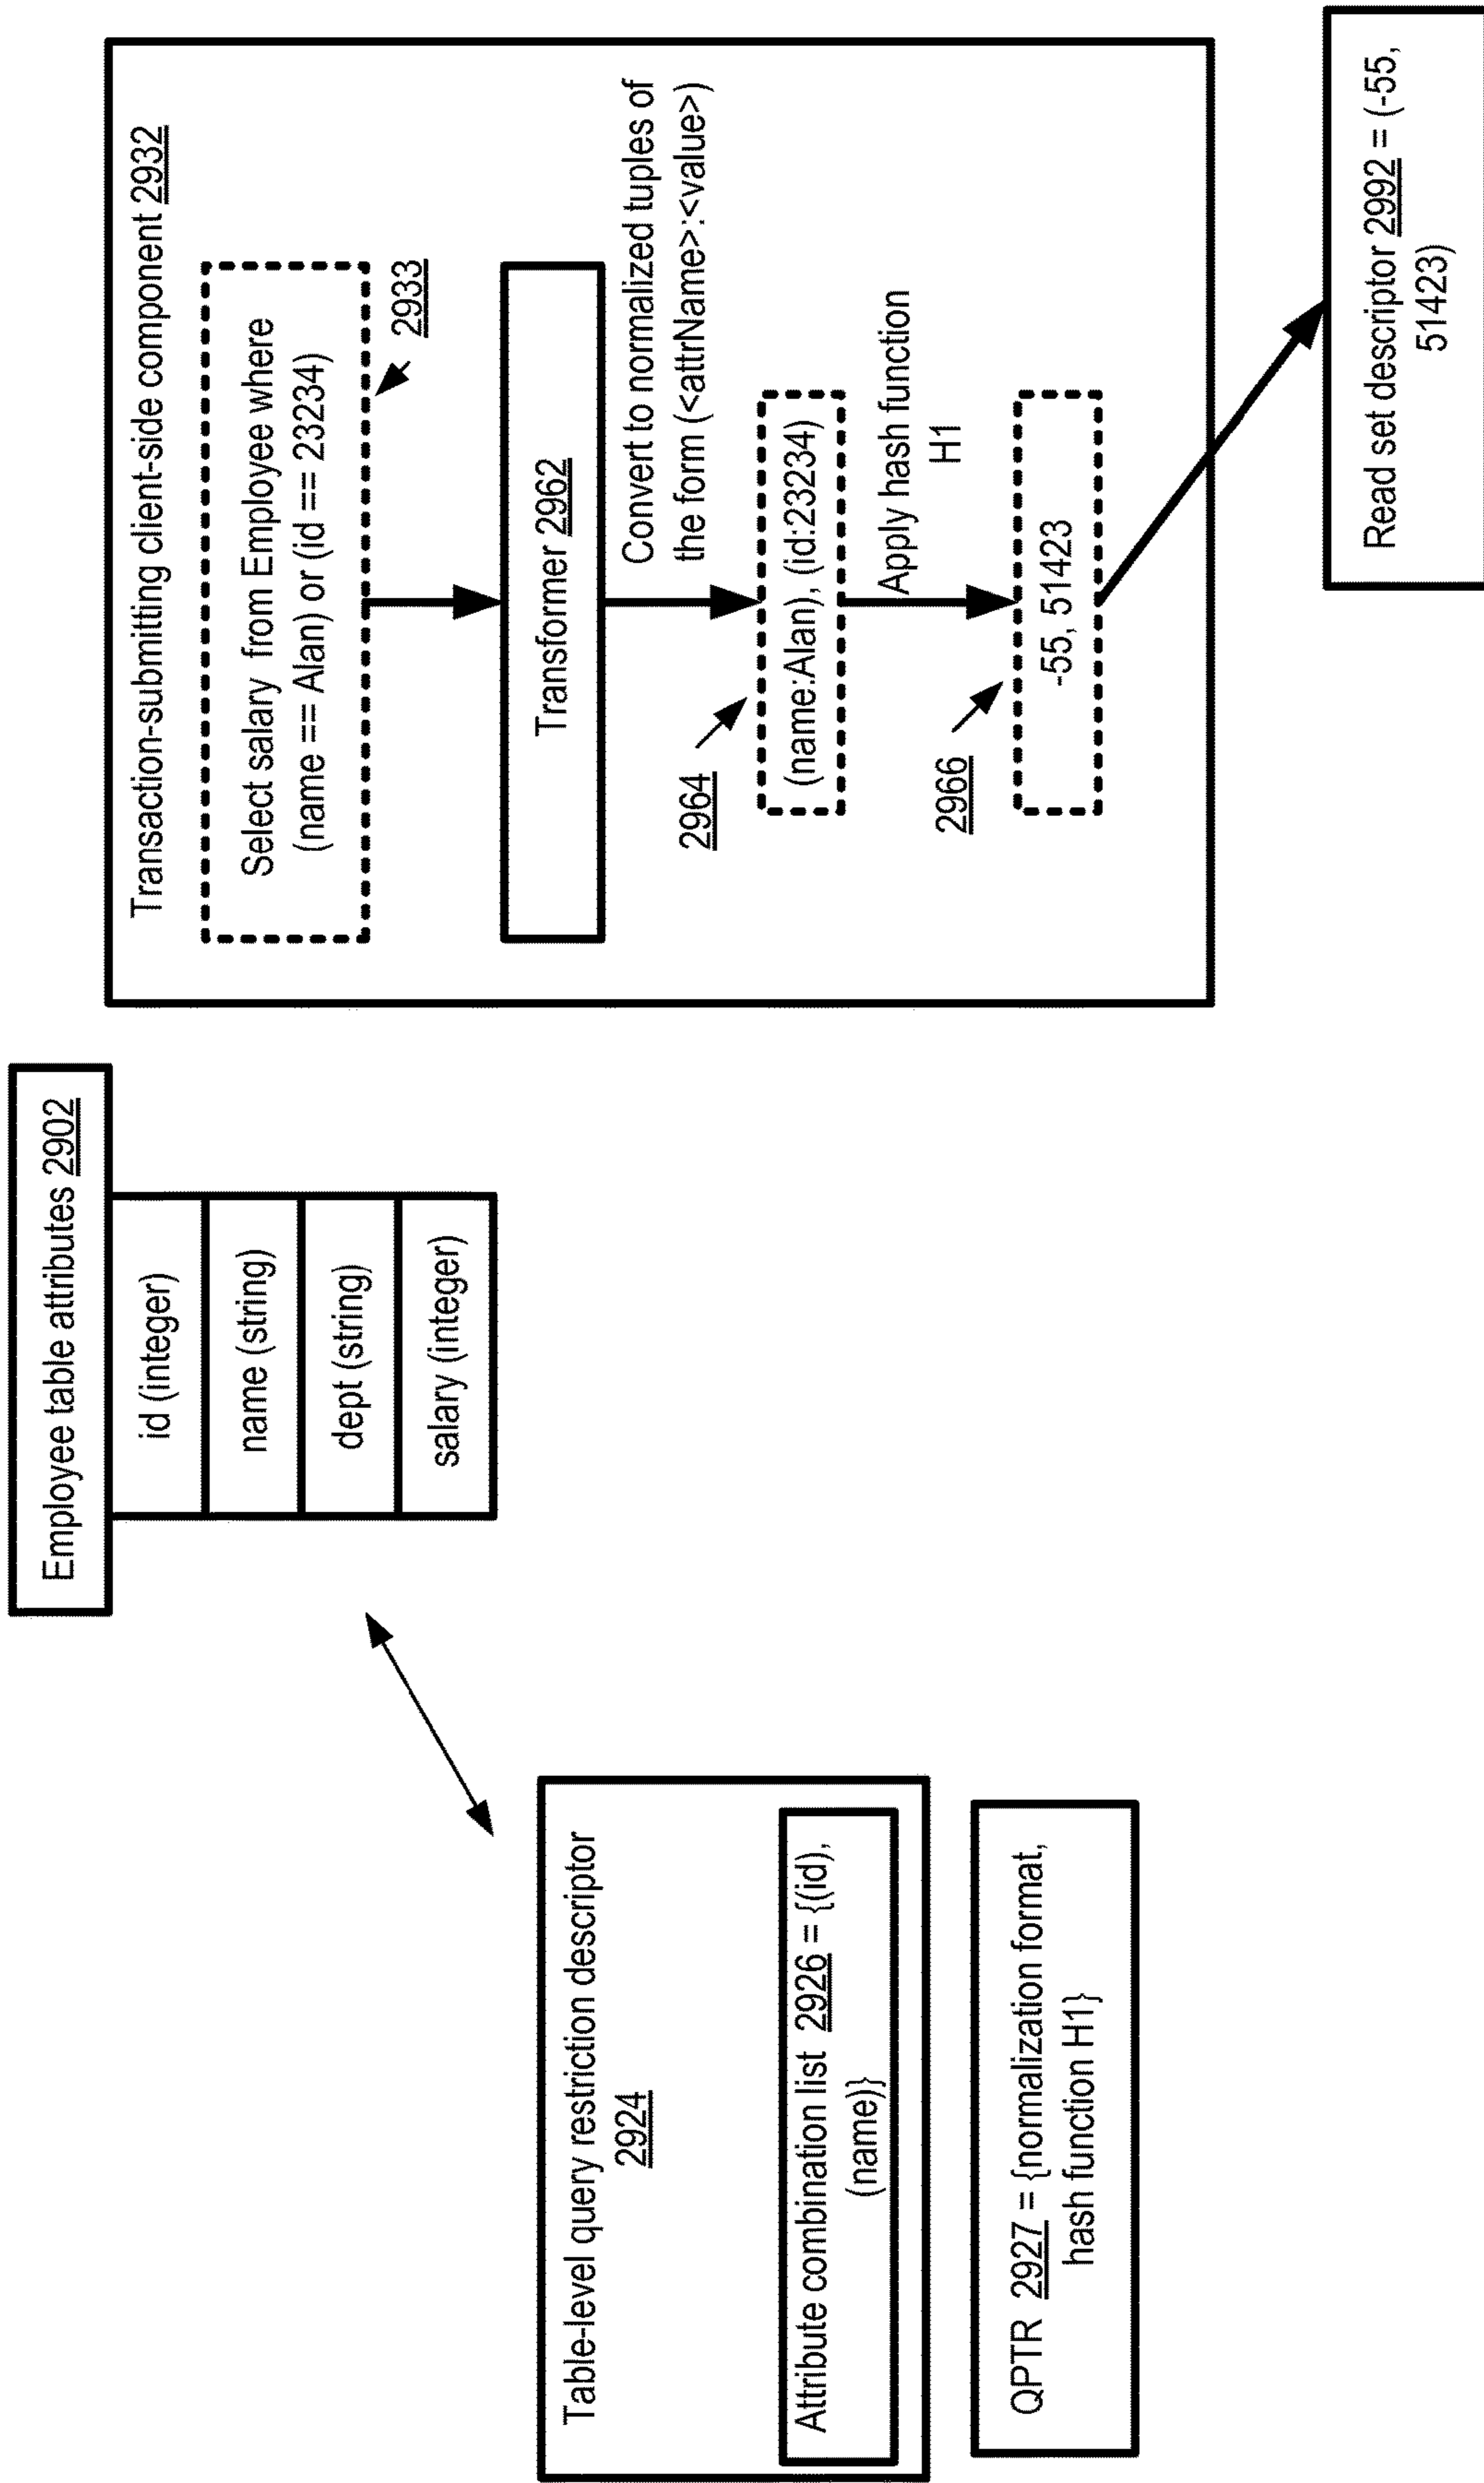 Employee table attributes 2902
id (integer)
name (string)
dept (string)
salary (integer)
Table-level query restriction descriptor
2924
Attribute combination list 2926 = {(id),
(name)}
QPTR 2927 = {normalization format,
hash function H1}
Transaction-submitting client-side component 2932
Select salary from Employee where
(name == Alan) or (id == 23234)
2933
Transformer 2962
Convert to normalized tuples of
the form (<attrName>:<value>)
2964
(name:Alan), (id:23234)
Apply hash function
H1
2966
-55, 51423
Read set descriptor 2992 = (-55,
51423)